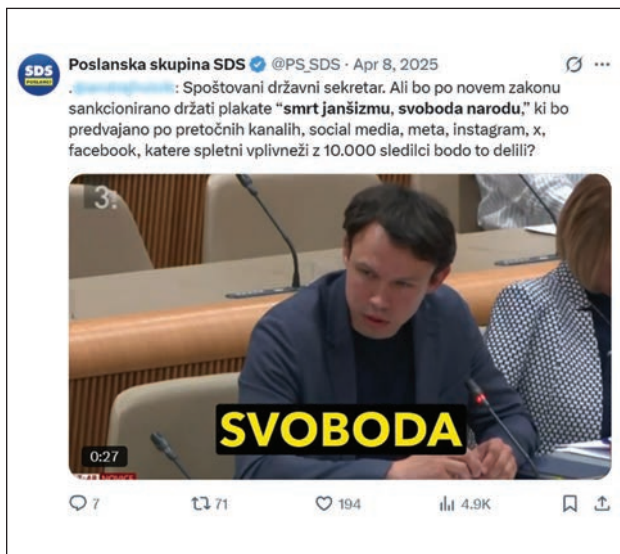 SDS
POSLANCI
Poslanska skupina SDS @PS_SDS · Apr 8, 2025
: Spoštovani državni sekretar. Ali bo po novem zakonu
sankcionirano držati plakate “smrt janšizmu, svoboda narodu,” ki bo
predvajano po pretočnih kanalih, social media, meta, instagram, x,
facebook, katere spletni vplivneži z 10.000 sledilci bodo to delili?
3.
SVOBODA
0:27
NOVICE
7 71 194 4.9K